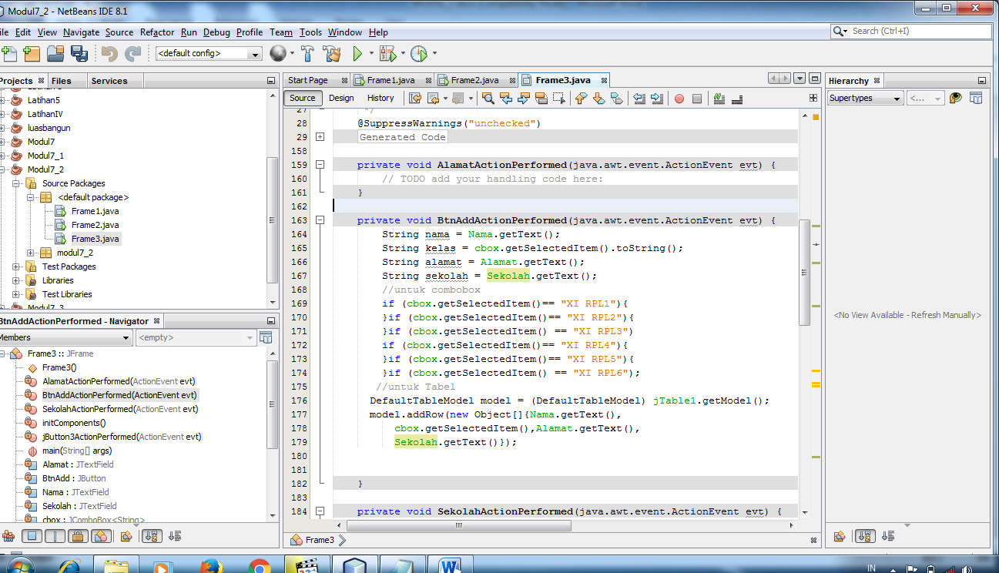 Modul7_2 - NetBeans IDE 8.1
ile Edit View Navigate Source Refactor Run Debug Profile Team Tools Window Help
Search (Ctrl+I)
<default config>
Projects Files Services
Latihan5
LatihanIV
luasbangun
Modul7
Modul7_1
Modul7_2
Source Packages
<default package>
Frame1.java
Frame2.java
Frame3.java
modul7_2
Test Packages
Libraries
Test Libraries
Modul7_3
BtnAddActionPerformed - Navigator
Members <empty>
Frame3 :: JFrame
Frame3()
AlamatActionPerformed(ActionEvent evt)
BtnAddActionPerformed(ActionEvent evt)
SekolahActionPerformed(ActionEvent evt)
initComponents()
jButton3ActionPerformed(ActionEvent evt)
main(String[] args)
Alamat : JTextField
BtnAdd : JButton
Nama : JTextField
Sekolah : JTextField
cbox : JComboBox<String>
Start Page Frame1.java Frame2.java Frame3.java
Source Design History
27 */
28 @SuppressWarnings("unchecked")
29 Generated Code
158
159 private void AlamatActionPerformed(java.awt.event.ActionEvent evt) {
160 // TODO add your handling code here:
161 }
162
163 private void BtnAddActionPerformed(java.awt.event.ActionEvent evt) {
164 String nama = Nama.getText();
165 String kelas = cbox.getSelectedItem().toString();
166 String alamat = Alamat.getText();
167 String sekolah = Sekolah.getText();
168 //untuk combobox
169 if (cbox.getSelectedItem()== "XI RPL1"){
170 }if (cbox.getSelectedItem()== "XI RPL2"){
171 }if (cbox.getSelectedItem() == "XI RPL3")
172 if (cbox.getSelectedItem()== "XI RPL4"){
173 }if (cbox.getSelectedItem()== "XI RPL5"){
174 }if (cbox.getSelectedItem() == "XI RPL6");
175 //untuk Tabel
176 DefaultTableModel model = (DefaultTableModel) jTable1.getModel();
177 model.addRow(new Object[]{Nama.getText(),
178 cbox.getSelectedItem(),Alamat.getText(),
179 Sekolah.getText()});
180
181
182 }
183
184 private void SekolahActionPerformed(java.awt.event.ActionEvent evt) {
Frame3
Hierarchy
Supertypes <...
<No View Available - Refresh Manually>
IN